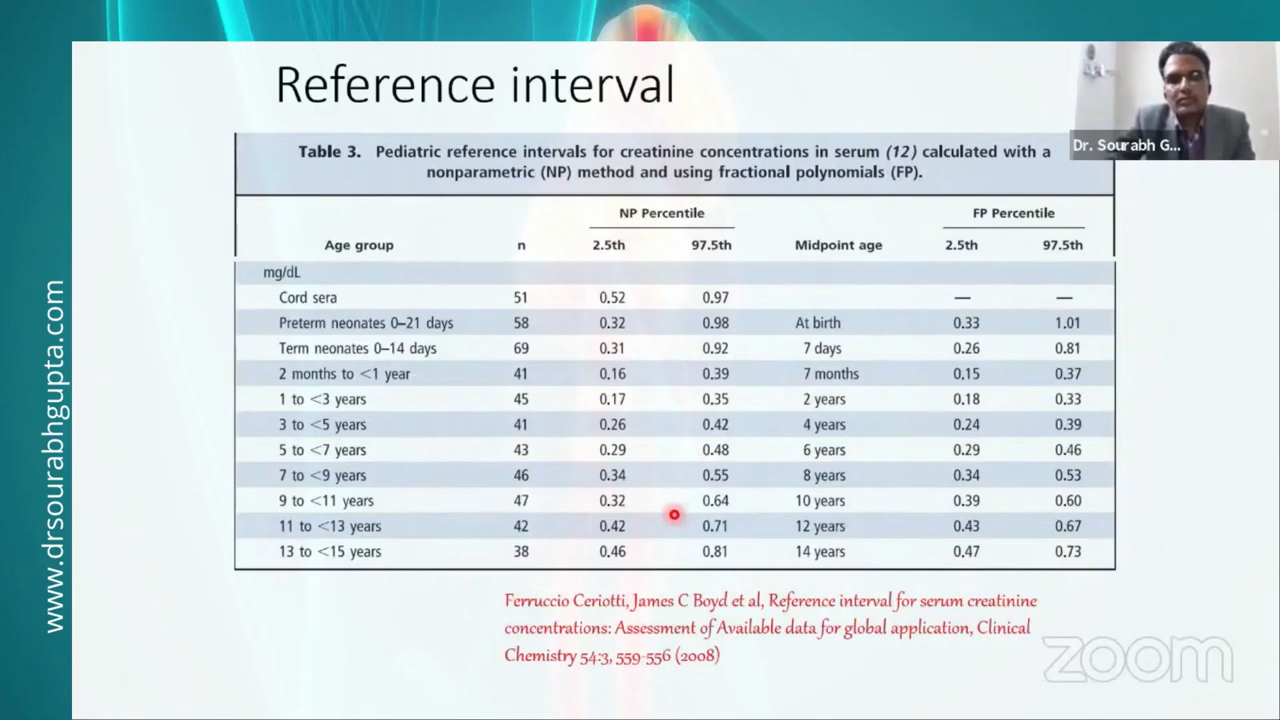 Reference interval
Dr. Sourabh G...
Table 3. Pediatric reference intervals for creatinine concentrations in serum (12) calculated with a
nonparametric (NP) method and using fractional polynomials (FP).
NP Percentile FP Percentile
Age group n 2.5th 97.5th Midpoint age 2.5th 97.5th
mg/dL
Cord sera 51 0.52 0.97 — —
Preterm neonates 0–21 days 58 0.32 0.98 At birth 0.33 1.01
Term neonates 0–14 days 69 0.31 0.92 7 days 0.26 0.81
2 months to <1 year 41 0.16 0.39 7 months 0.15 0.37
1 to <3 years 45 0.17 0.35 2 years 0.18 0.33
3 to <5 years 41 0.26 0.42 4 years 0.24 0.39
5 to <7 years 43 0.29 0.48 6 years 0.29 0.46
7 to <9 years 46 0.34 0.55 8 years 0.34 0.53
9 to <11 years 47 0.32 0.64 10 years 0.39 0.60
11 to <13 years 42 0.42 0.71 12 years 0.43 0.67
13 to <15 years 38 0.46 0.81 14 years 0.47 0.73
Ferruccio Ceriotti, James C Boyd et al, Reference interval for serum creatinine
concentrations: Assessment of Available data for global application, Clinical
Chemistry 54:3, 559-556 (2008)
zoom
www.drsourabhgupta.com